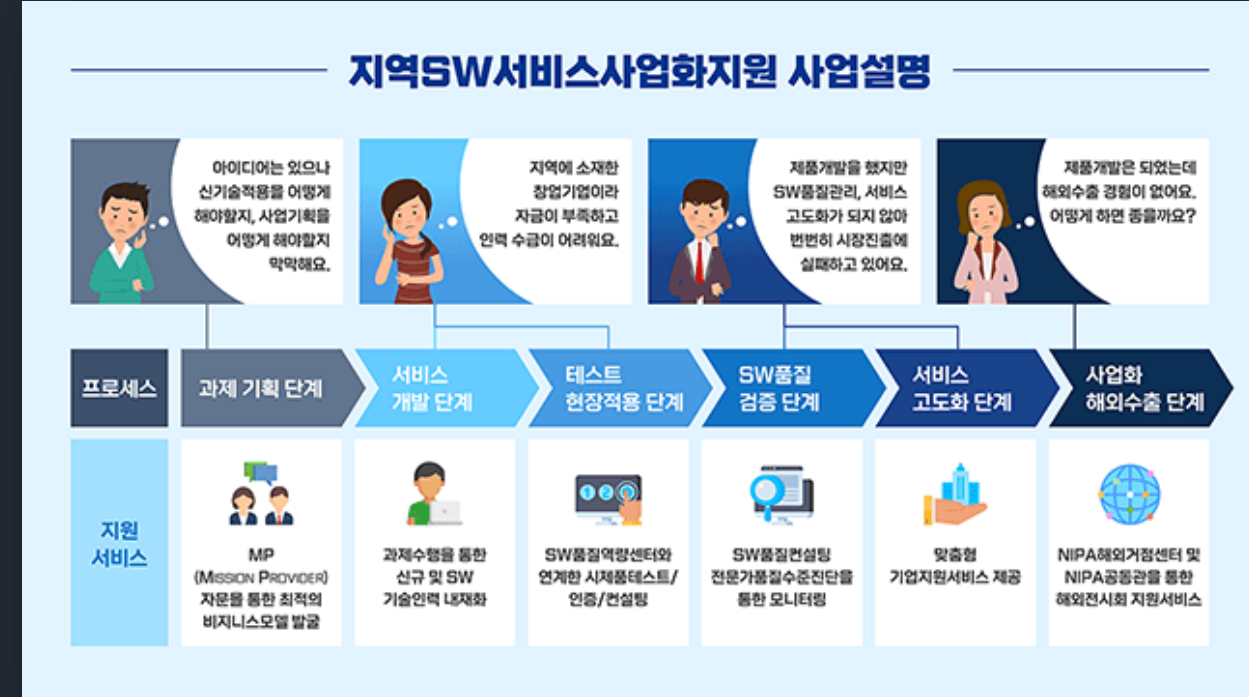 지역SW서비스사업화지원 사업설명
아이디어는 있으나
신기술적용을 어떻게
해야할지, 사업기획을
어떻게 해야할지
막막해요.
지역에 소재한
창업기업이라
자금이 부족하고
인력 수급이 어려워요.
제품개발을 했지만
SW품질관리, 서비스
고도화가 되지 않아
번번히 시장진출에
실패하고 있어요.
제품개발은 되었는데
해외수출 경험이 없어요.
어떻게 하면 좋을까요?
프로세스
과제 기획 단계
서비스
개발 단계
테스트
현장적용 단계
SW품질
검증 단계
서비스
고도화 단계
사업화
해외수출 단계
지원
서비스
MP
(MISSION PROVIDER)
자문을 통한 최적의
비지니스모델 발굴
과제수행을 통한
신규 및 SW
기술인력 내재화
1 2
SW품질역량센터와
연계한 시제품테스트/
인증/컨설팅
SW품질컨설팅
전문가품질수준진단을
통한 모니터링
맞춤형
기업지원서비스 제공
NIPA해외거점센터 및
NIPA공동관을 통한
해외전시회 지원서비스